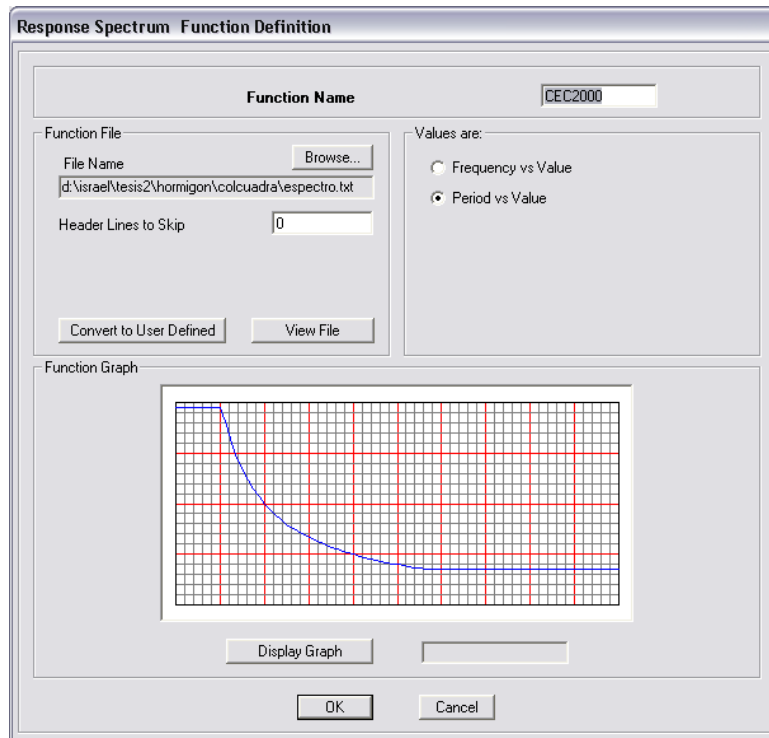 Response Spectrum Function Definition
Function Name
CEC2000
Function File
File Name
Browse...
d:\israel\tesis2\hormigon\colcuadra\espectro.txt
Header Lines to Skip
0
Convert to User Defined
View File
Values are:
Frequency vs Value
Period vs Value
Function Graph
Display Graph
OK
Cancel